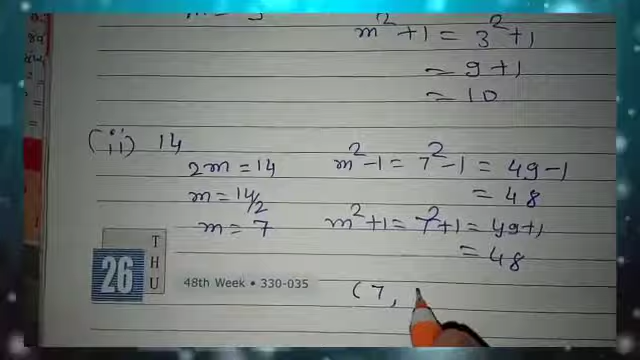 m²+1 = 3²+1
= 9+1
= 10
(ii) 14
2m = 14
m²-1 = 7²-1 = 49-1
m = 14/2
= 48
m = 7
m²+1 = 7²+1 = 49+1
= 48
THU
26
48th Week • 330-035
(7,